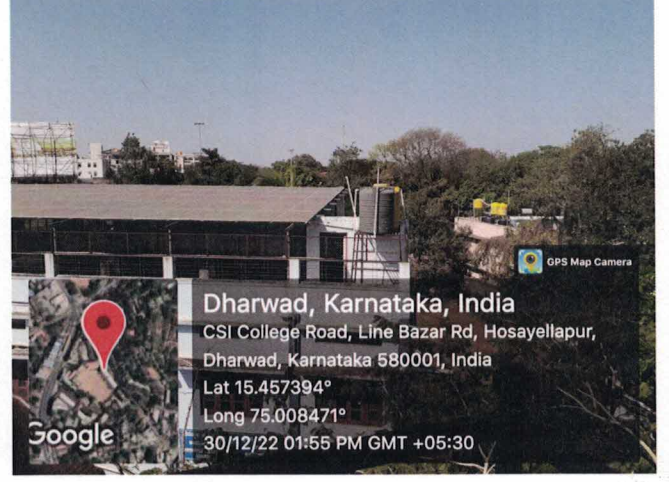 GPS Map Camera
Dharwad, Karnataka, India
CSI College Road, Line Bazar Rd, Hosayellapur,
Dharwad, Karnataka 580001, India
Lat 15.457394°
Long 75.008471°
30/12/22 01:55 PM GMT +05:30
Google